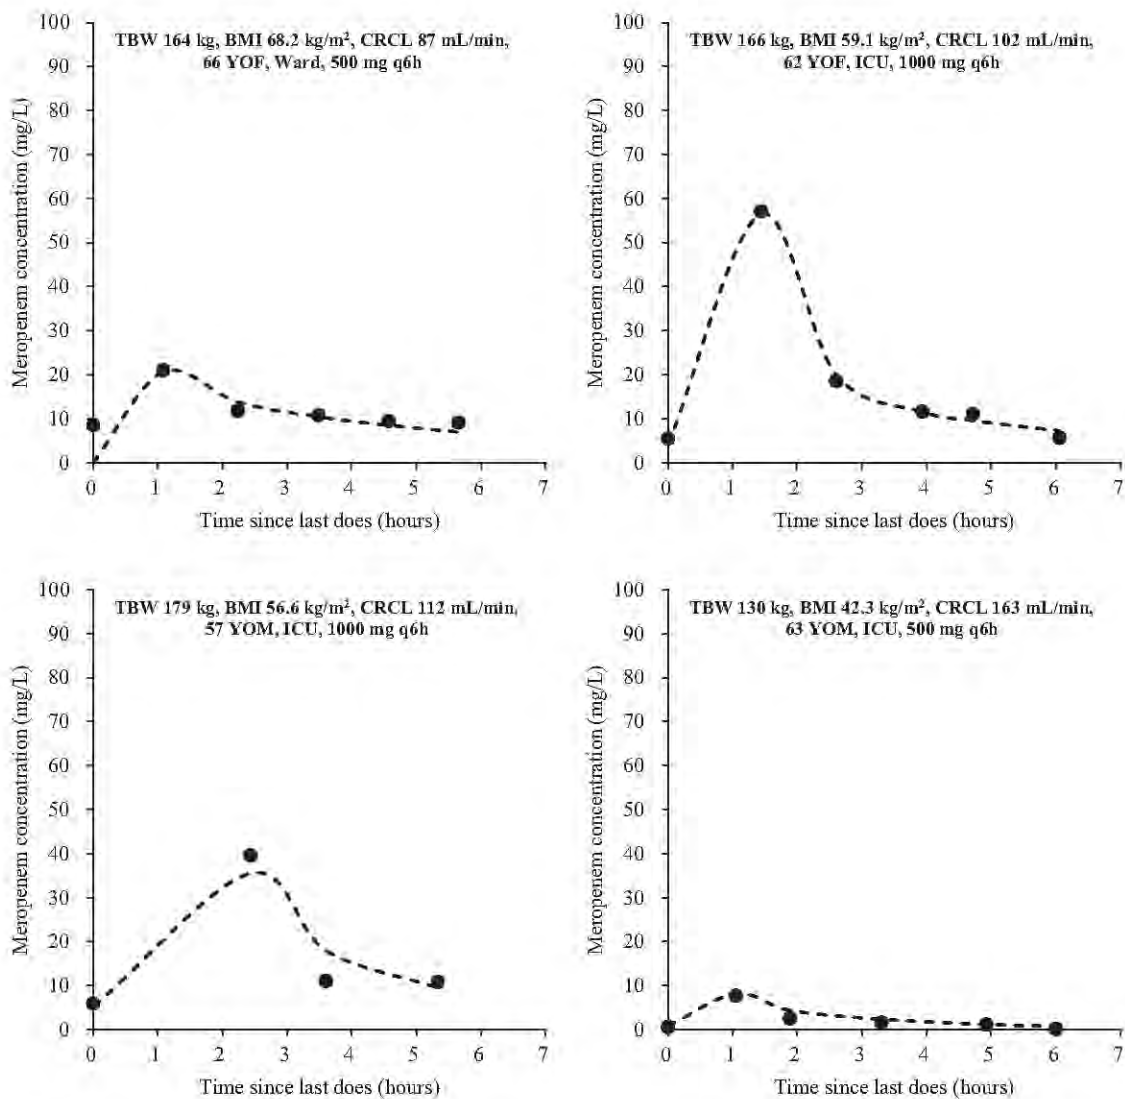 TBW 164 kg, BMI 68.2 kg/m², CRCL 87 mL/min,
66 YOF, Ward, 500 mg q6h
Meropenem concentration (mg/L)
100
90
80
70
60
50
40
30
20
10
0
0 1 2 3 4 5 6 7
Time since last does (hours)
TBW 166 kg, BMI 59.1 kg/m², CRCL 102 mL/min,
62 YOF, ICU, 1000 mg q6h
Meropenem concentration (mg/L)
100
90
80
70
60
50
40
30
20
10
0
0 1 2 3 4 5 6 7
Time since last does (hours)
TBW 179 kg, BMI 56.6 kg/m², CRCL 112 mL/min,
57 YOM, ICU, 1000 mg q6h
Meropenem concentration (mg/L)
100
90
80
70
60
50
40
30
20
10
0
0 1 2 3 4 5 6 7
Time since last does (hours)
TBW 130 kg, BMI 42.3 kg/m², CRCL 163 mL/min,
63 YOM, ICU, 500 mg q6h
Meropenem concentration (mg/L)
100
90
80
70
60
50
40
30
20
10
0
0 1 2 3 4 5 6 7
Time since last does (hours)